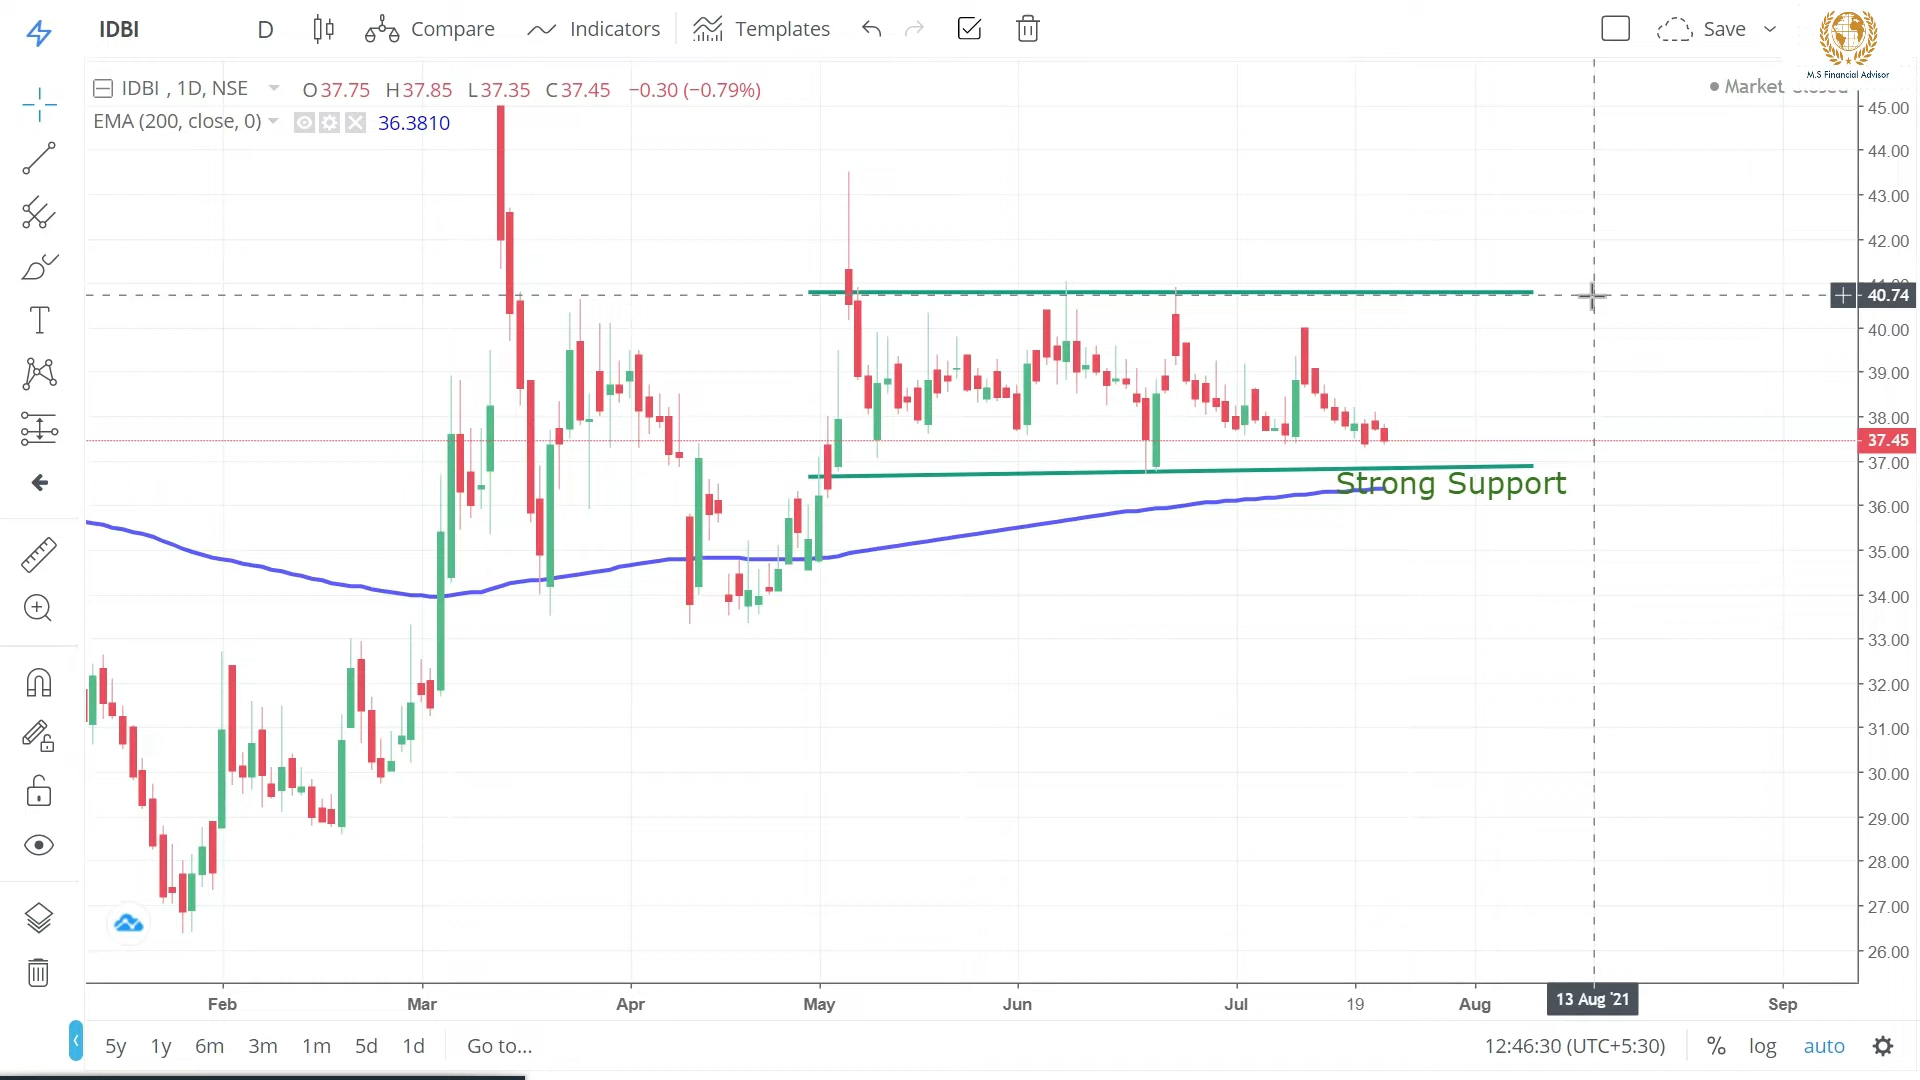 IDBI D Compare Indicators Templates Save
M.S Financial Advisor
IDBI , 1D, NSE O37.75 H37.85 L37.35 C37.45 −0.30 (−0.79%)
Market
EMA (200, close, 0) 36.3810
45.00
44.00
43.00
42.00
40.74
40.00
39.00
38.00
37.45
37.00
Strong Support
36.00
35.00
34.00
33.00
32.00
31.00
30.00
29.00
28.00
27.00
26.00
Feb Mar Apr May Jun Jul 19 Aug 13 Aug '21 Sep
5y 1y 6m 3m 1m 5d 1d Go to... 12:46:30 (UTC+5:30) % log auto